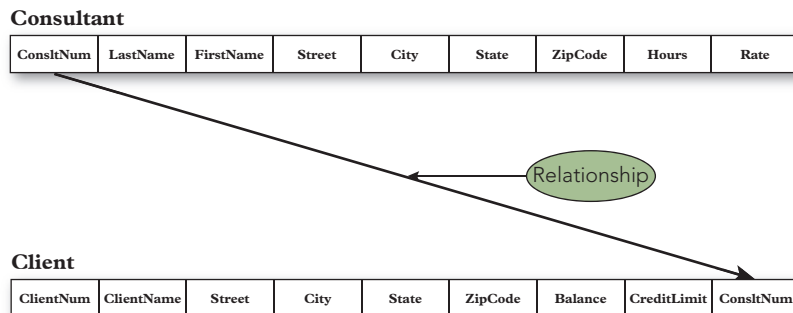 Consultant
ConsltNum LastName FirstName Street City State ZipCode Hours Rate
Relationship
Client
ClientNum ClientName Street City State ZipCode Balance CreditLimit ConsltNum